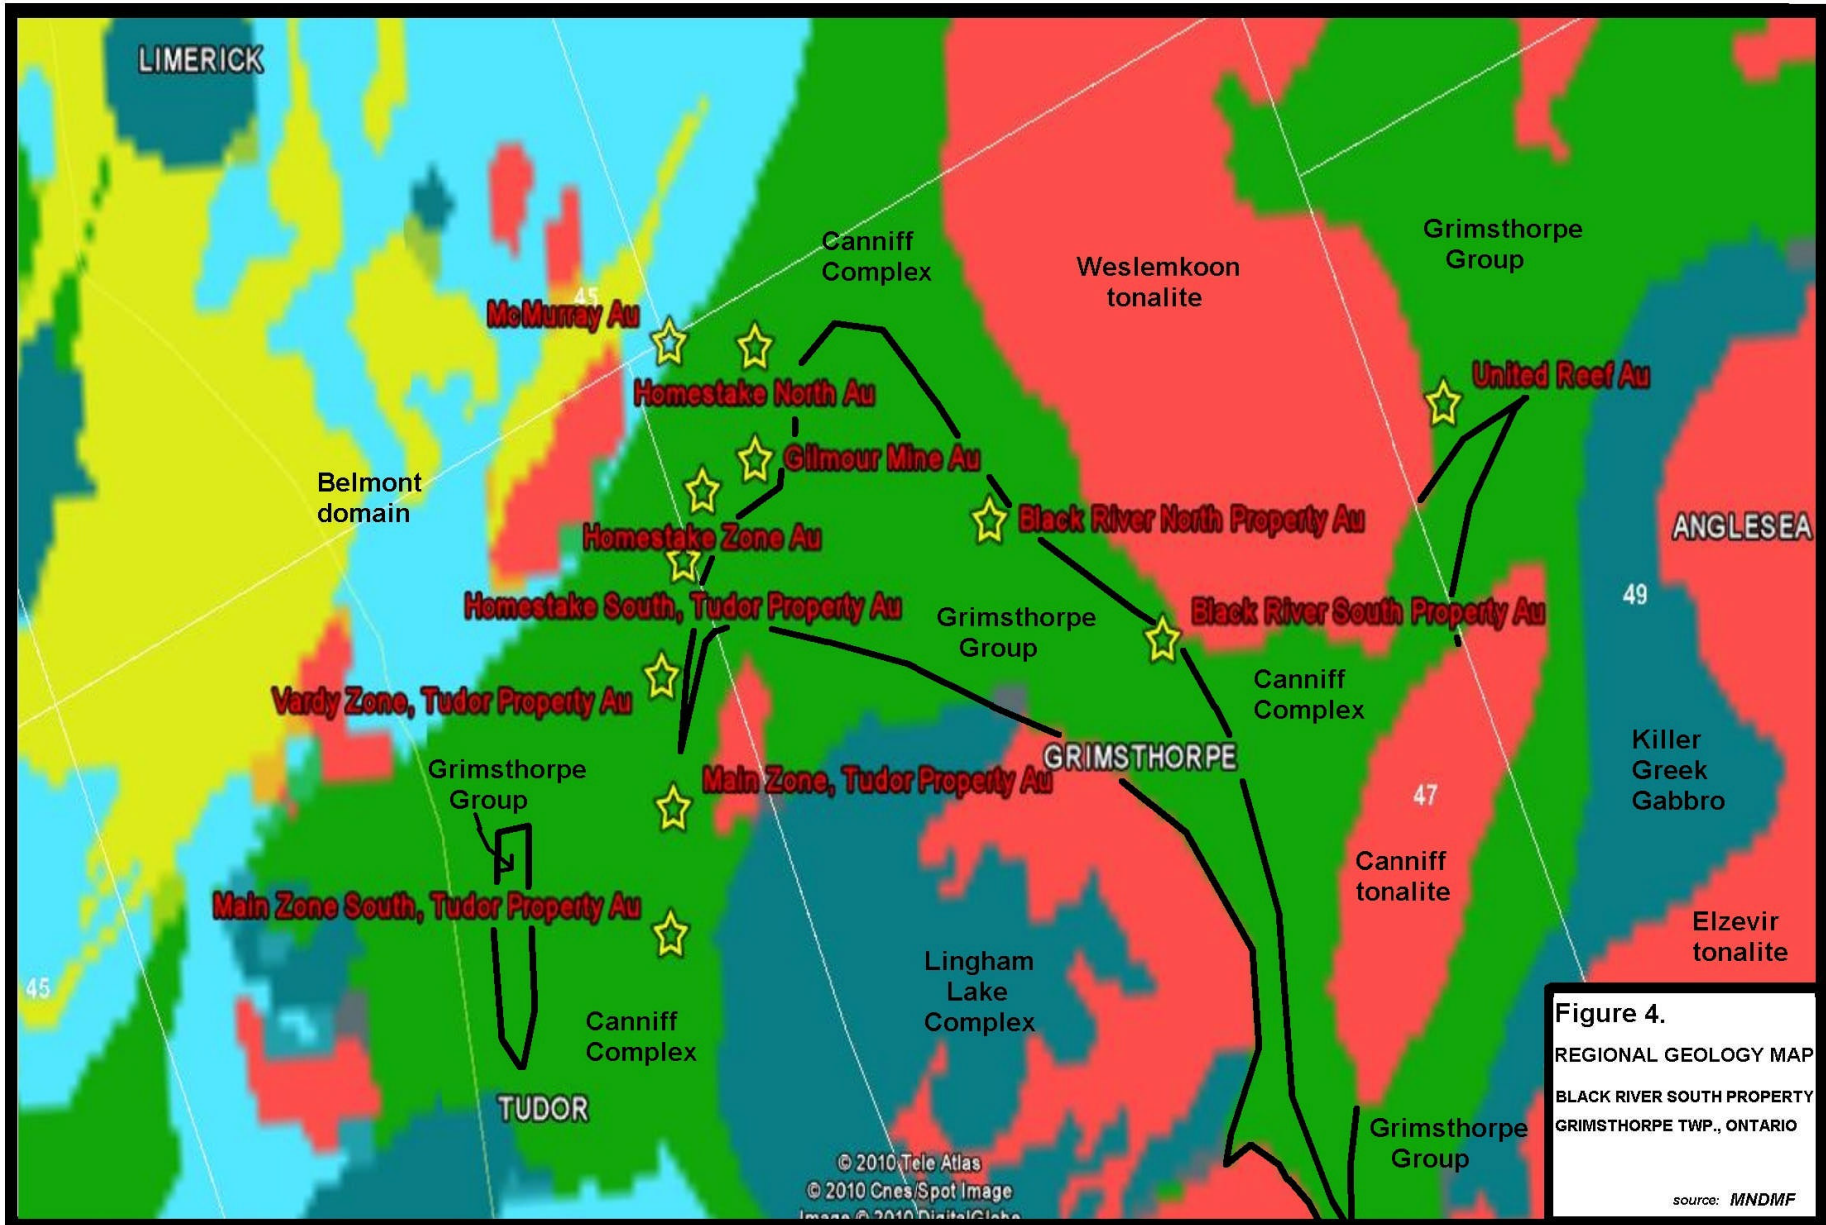 LIMERICK
Canniff
Complex
Weslemkoon
tonalite
Grimsthorpe
Group
45
McMurray Au
Homestake North Au
United Reef Au
Gilmour Mine Au
Belmont
domain
Homestake Zone Au
Black River North Property Au
ANGLESEA
Homestake South, Tudor Property Au
Grimsthorpe
Group
Black River South Property Au
49
Vardy Zone, Tudor Property Au
Canniff
Complex
Grimsthorpe
Group
GRIMSTHORPE
Main Zone, Tudor Property Au
Killer
Greek
Gabbro
47
Canniff
tonalite
Main Zone South, Tudor Property Au
Elzevir
tonalite
45
Lingham
Lake
Complex
Canniff
Complex
TUDOR
Grimsthorpe
Group
© 2010 Tele Atlas
© 2010 Cnes/Spot Image
Image © 2010 DigitalGlobe
Figure 4.
REGIONAL GEOLOGY MAP
BLACK RIVER SOUTH PROPERTY
GRIMSTHORPE TWP., ONTARIO
source: MNDMF